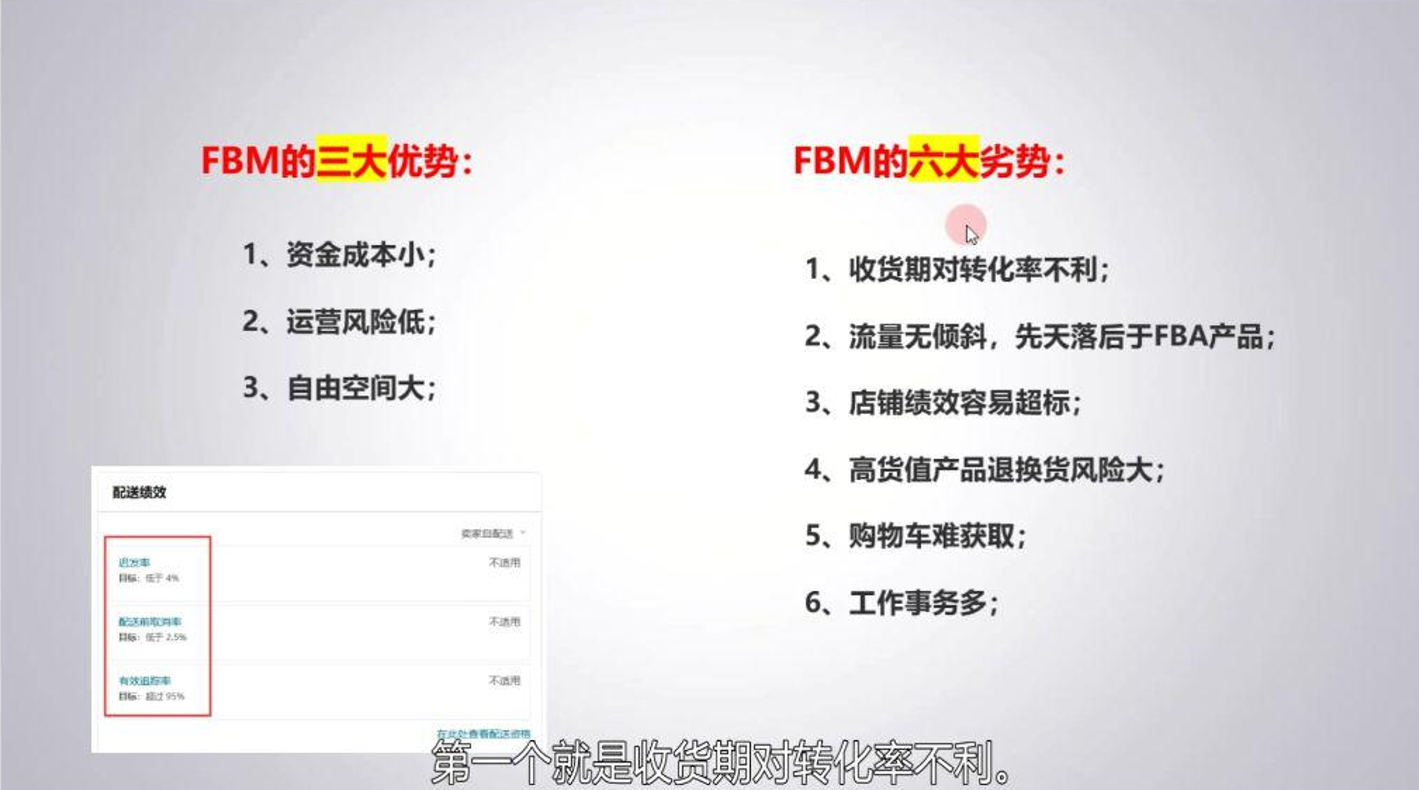 FBM的三大优势：
1、资金成本小；
2、运营风险低；
3、自由空间大；
FBM的六大劣势：
1、收货期对转化率不利；
2、流量无倾斜，先天落后于FBA产品；
3、店铺绩效容易超标；
4、高货值产品退换货风险大；
5、购物车难获取；
6、工作事务多；
配送绩效
卖家自配送
迟发率
不适用
目标：低于 4%
配送前取消率
不适用
目标：低于 2.5%
有效追踪率
不适用
目标：超过 95%
在此处查看配送资格
第一个就是收货期对转化率不利。